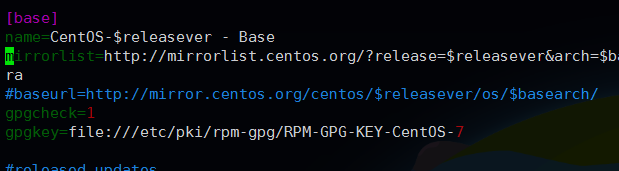 [base]
name=CentOS-$releasever - Base
mirrorlist=http://mirrorlist.centos.org/?release=$releasever&arch=$ba
ra
#baseurl=http://mirror.centos.org/centos/$releasever/os/$basearch/
gpgcheck=1
gpgkey=file:///etc/pki/rpm-gpg/RPM-GPG-KEY-CentOS-7
#released updates